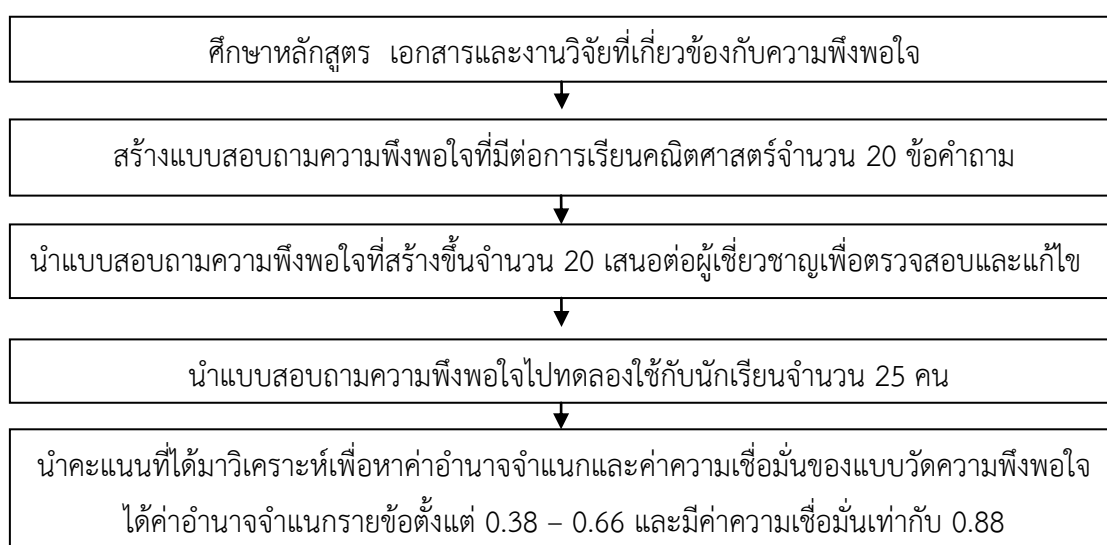 ศึกษาหลักสูตร เอกสารและงานวิจัยที่เกี่ยวข้องกับความพึงพอใจ
สร้างแบบสอบถามความพึงพอใจที่มีต่อการเรียนคณิตศาสตร์จำนวน 20 ข้อคำถาม
นำแบบสอบถามความพึงพอใจที่สร้างขึ้นจำนวน 20 เสนอต่อผู้เชี่ยวชาญเพื่อตรวจสอบและแก้ไข
นำแบบสอบถามความพึงพอใจไปทดลองใช้กับนักเรียนจำนวน 25 คน
นำคะแนนที่ได้มาวิเคราะห์เพื่อหาค่าอำนาจจำแนกและค่าความเชื่อมั่นของแบบวัดความพึงพอใจ
ได้ค่าอำนาจจำแนกรายข้อตั้งแต่ 0.38 – 0.66 และมีค่าความเชื่อมั่นเท่ากับ 0.88